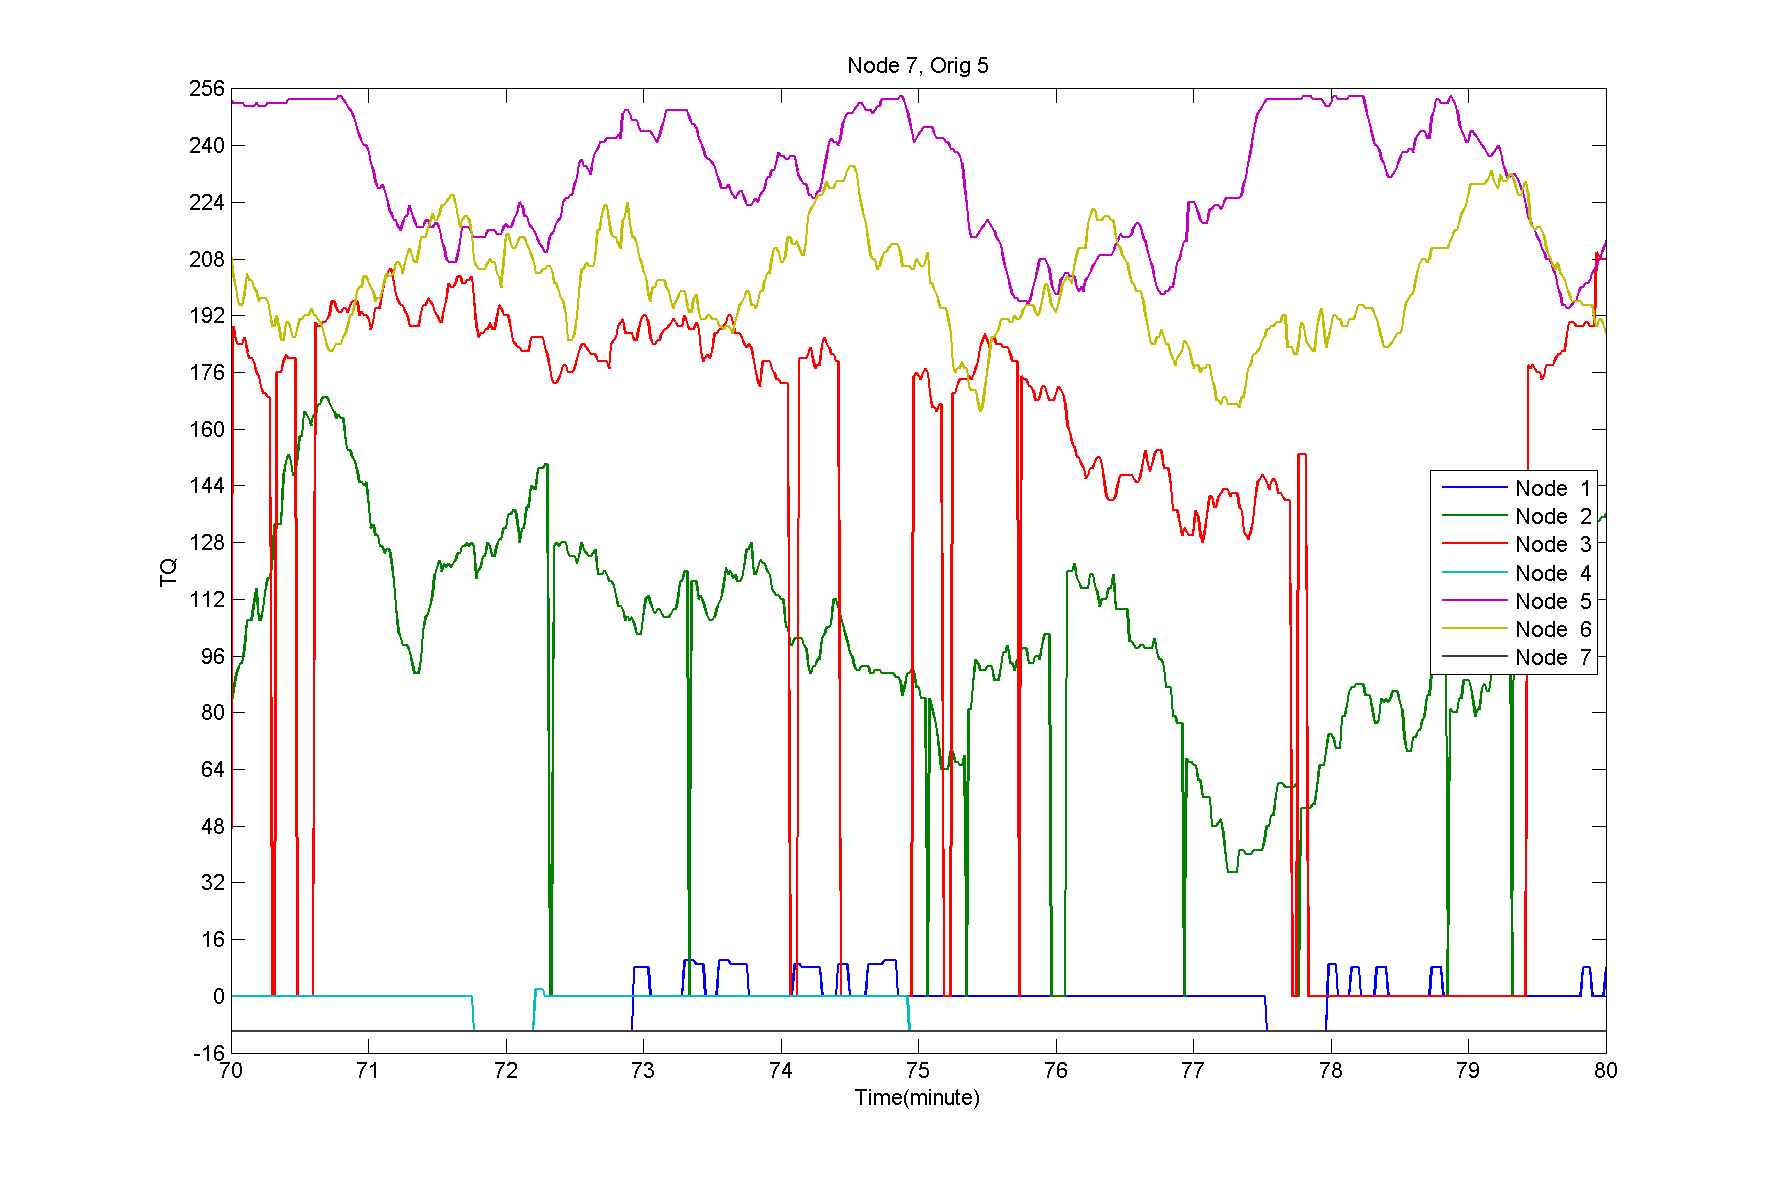 Node 7, Orig 5
256
240
224
208
192
176
160
144
128
112
96
80
64
48
32
16
0
-16
TQ
Node 1
Node 2
Node 3
Node 4
Node 5
Node 6
Node 7
70 71 72 73 74 75 76 77 78 79 80
Time(minute)